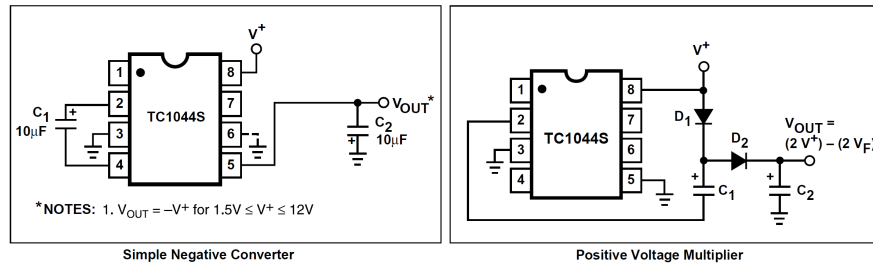 V+
1
8
2
7
3
6
4
5
TC1044S
C1
+
10µF
VOUT*
C2
+
10µF
*NOTES: 1. VOUT = –V+ for 1.5V ≤ V+ ≤ 12V
Simple Negative Converter
V+
1
8
2
7
3
6
4
5
TC1044S
D1
D2
VOUT =
(2 V+) – (2 VF)
+
C1
+
C2
Positive Voltage Multiplier